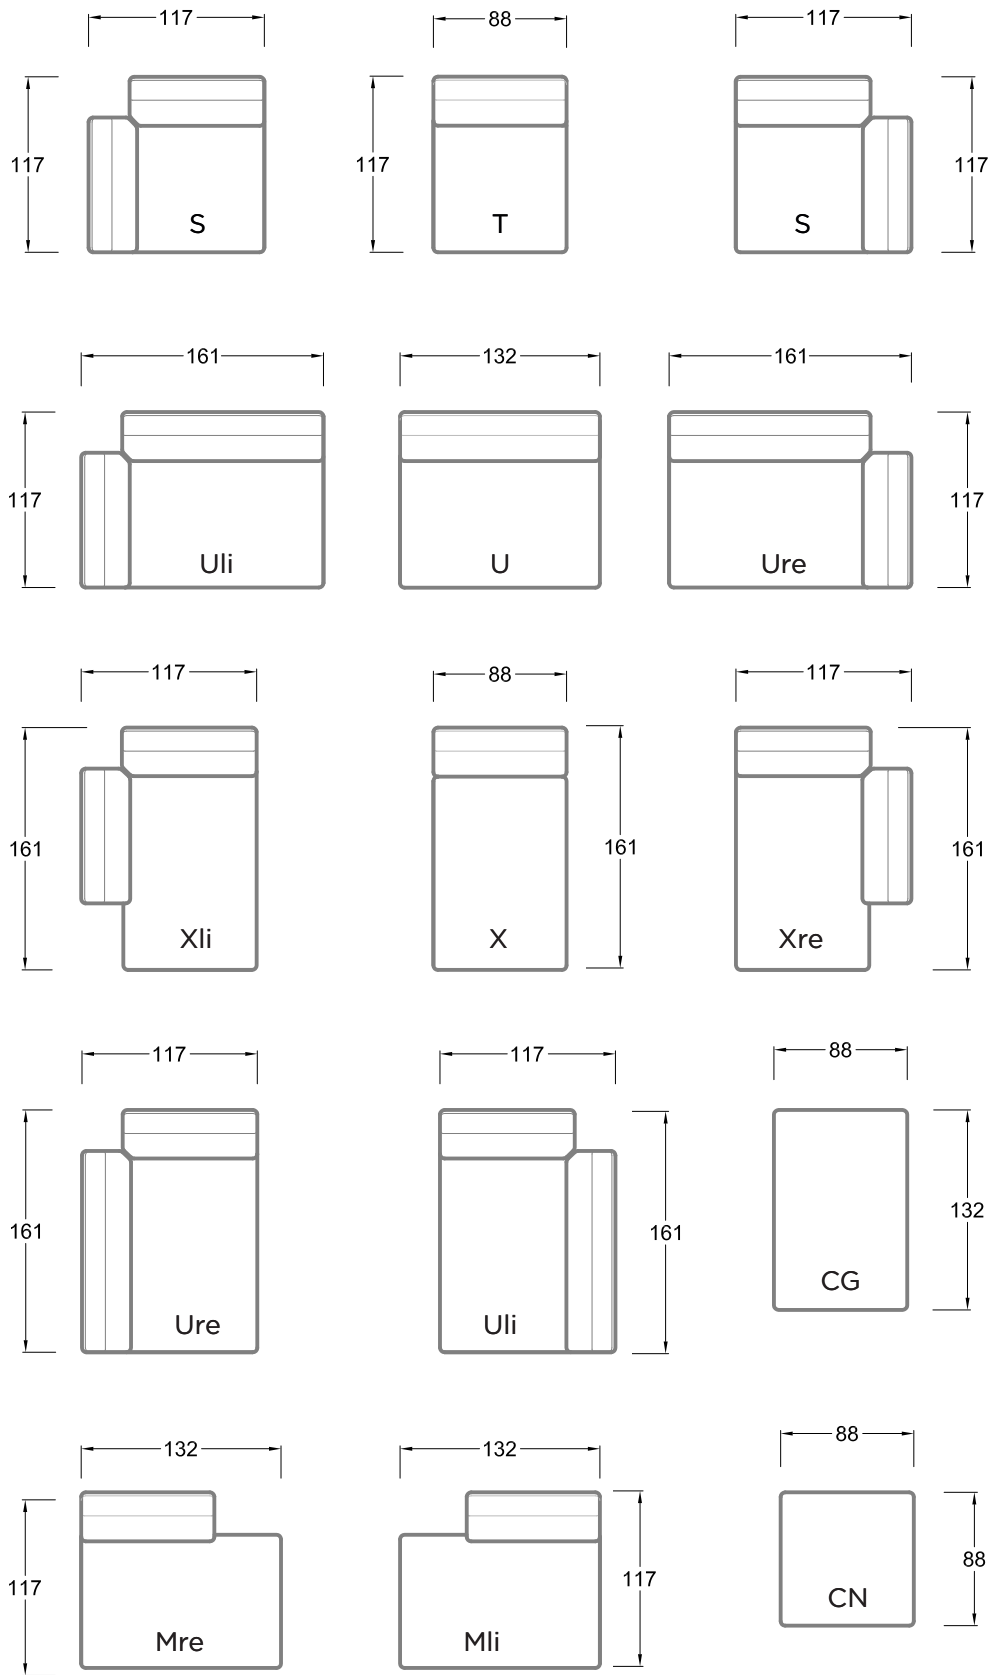 117 88 117
117 117 117
S T S
161 132 161
117 117
Uli U Ure
117 88 117
161 161 161
Xli X Xre
117 117 88
161 161 132
CG
Ure Uli
132 132 88
117 117 88
CN
Mre Mli